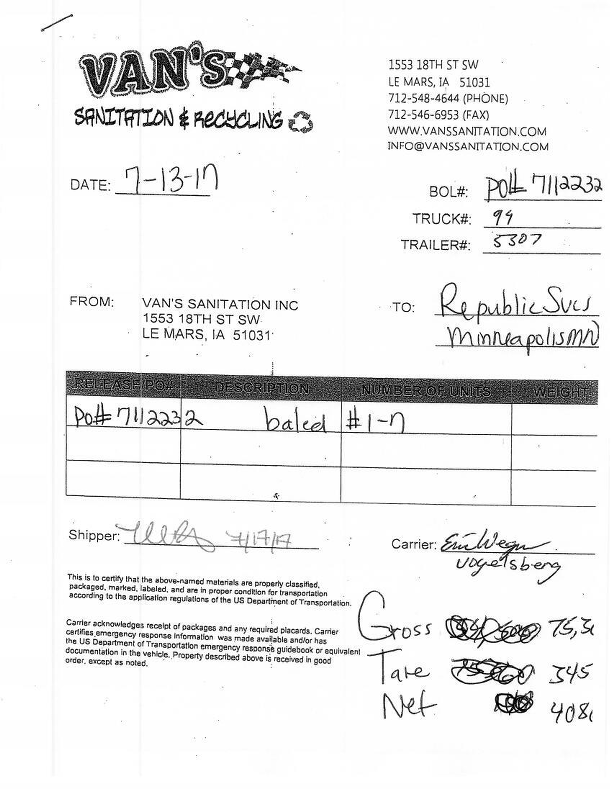 VAN'S
SANITATION & RECYCLING
1553 18TH ST SW
LE MARS, IA 51031
712-548-4644 (PHONE)
712-546-6953 (FAX)
WWW.VANSSANITATION.COM
INFO@VANSSANITATION.COM
DATE: 7-13-17
BOL#: PO# 7112232
TRUCK#: 99
TRAILER#: 5307
FROM: VAN'S SANITATION INC
1553 18TH ST SW
LE MARS, IA 51031
TO: Republic Svcs
Minneapolis MN
RELEASE/PO# DESCRIPTION NUMBER OF UNITS WEIGHT
PO# 7112232 baled #1-7
Shipper: 7/17/17
Carrier: Eric Wegn
Vogelsberg
This is to certify that the above-named materials are properly classified,
packaged, marked, labeled, and are in proper condition for transportation
according to the application regulations of the US Department of Transportation.
Carrier acknowledges receipt of packages and any required placards. Carrier
certifies emergency response information was made available and/or has
the US Department of Transportation emergency response guidebook or equivalent
documentation in the vehicle. Property described above is received in good
order, except as noted.
Gross 75,3
Tare 345
Net 408